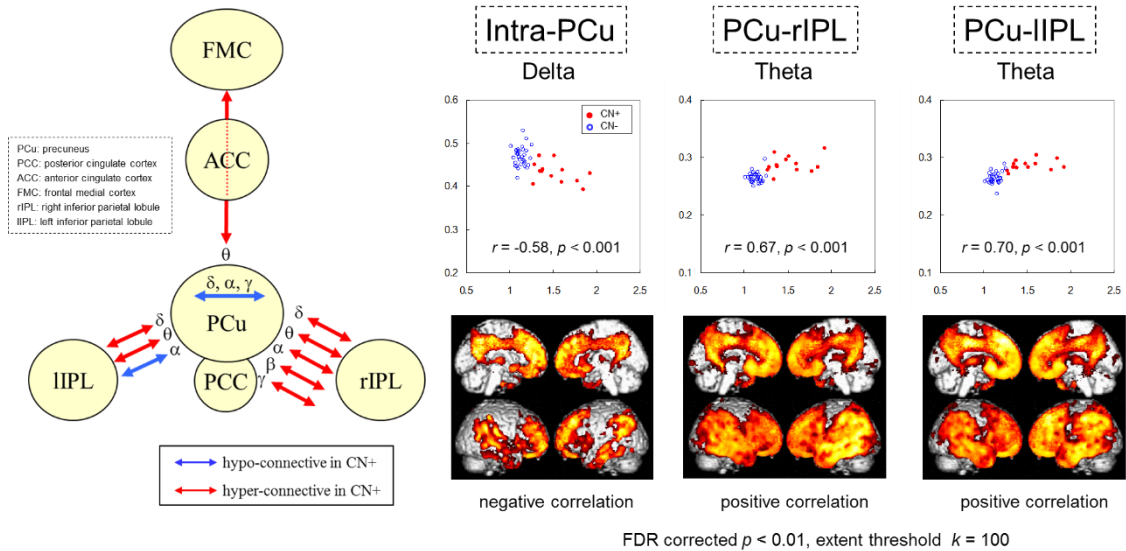 FMC
ACC
PCu: precuneus
PCC: posterior cingulate cortex
ACC: anterior cingulate cortex
FMC: frontal medial cortex
rIPL: right inferior parietal lobule
lIPL: left inferior parietal lobule
θ
δ, α, γ
PCu
δ
θ
α
δ
θ
α
β
γ
lIPL
PCC
rIPL
hypo-connective in CN+
hyper-connective in CN+
Intra-PCu
Delta
0.6
0.5
0.4
0.3
0.2
CN+
CN-
r = -0.58, p < 0.001
0.5 1 1.5 2 2.5
negative correlation
PCu-rIPL
Theta
0.4
0.3
0.2
0.1
r = 0.67, p < 0.001
0.5 1 1.5 2 2.5
positive correlation
PCu-lIPL
Theta
0.4
0.3
0.2
0.1
r = 0.70, p < 0.001
0.5 1 1.5 2 2.5
positive correlation
FDR corrected p < 0.01, extent threshold k = 100